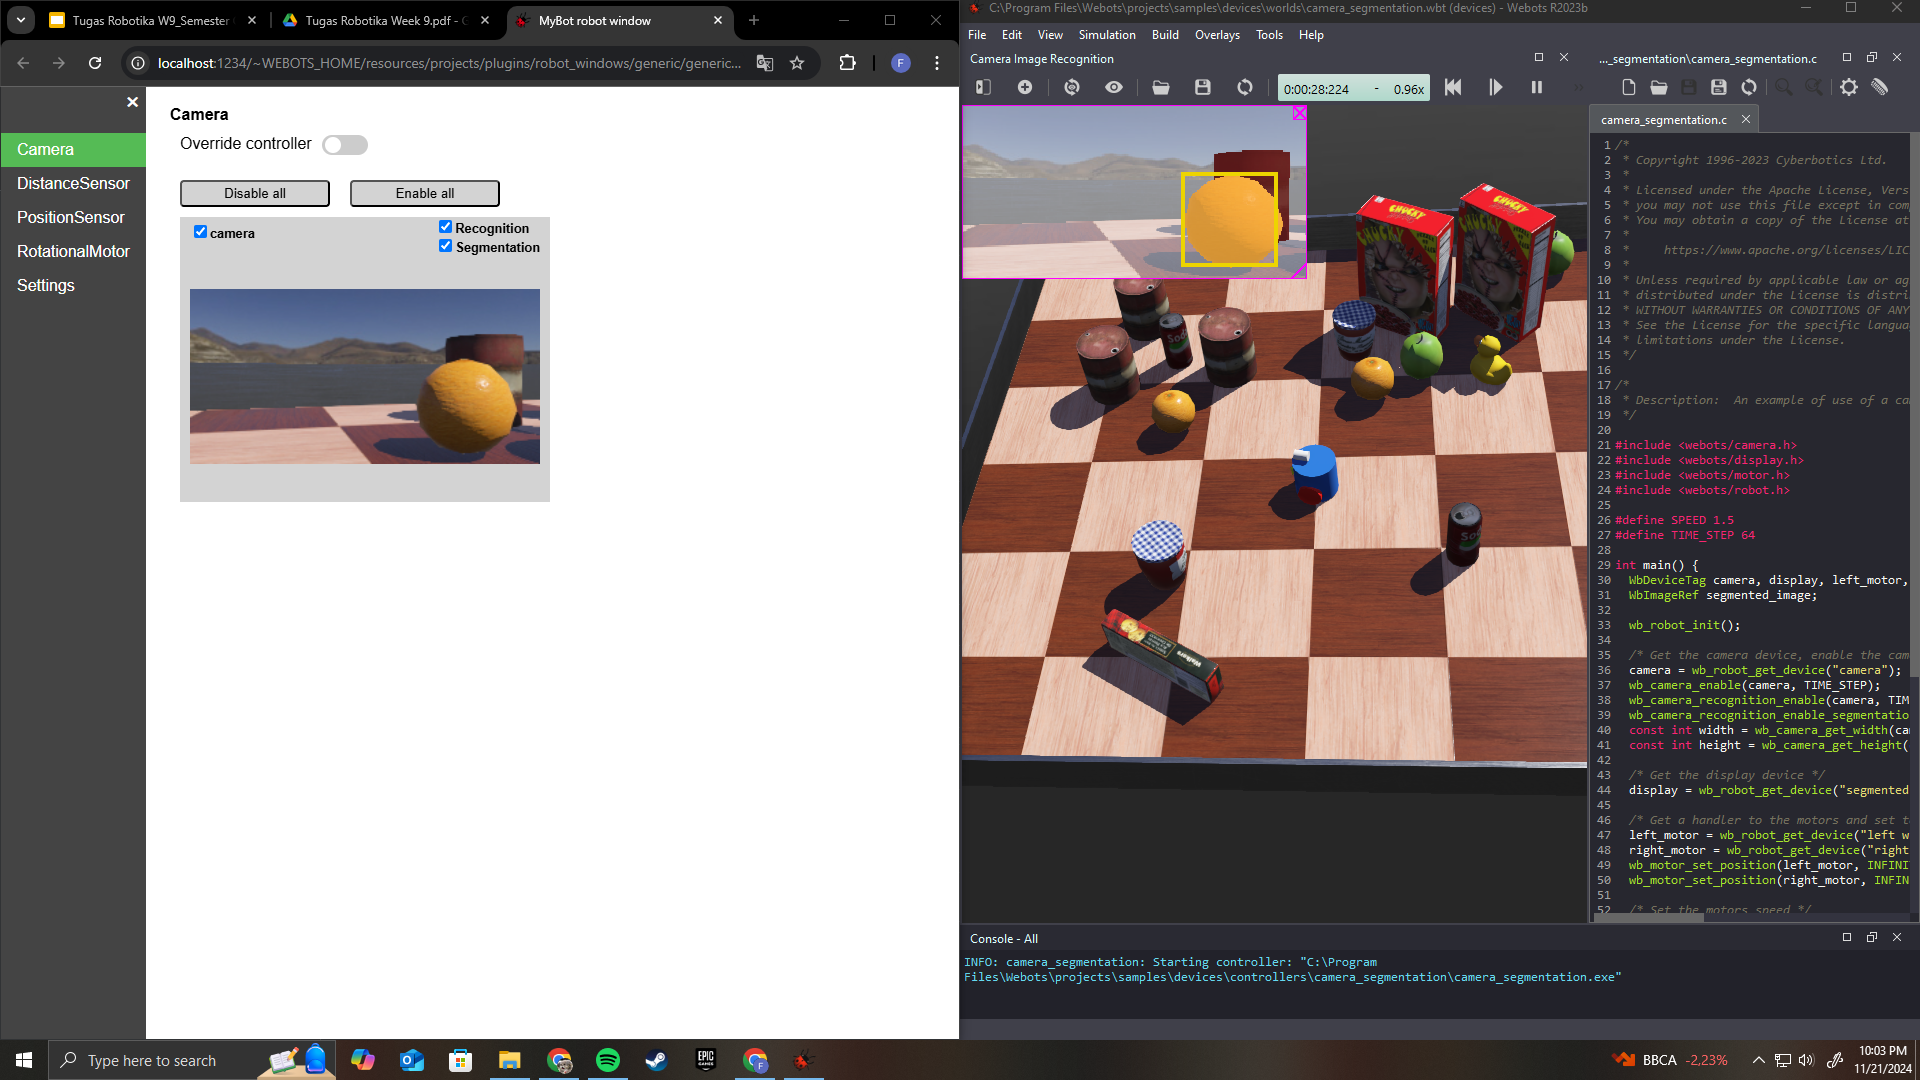 Tugas Robotika W9_Semester
Tugas Robotika Week 9.pdf - G
MyBot robot window
localhost:1234/~WEBOTS_HOME/resources/projects/plugins/robot_windows/generic/generic...
F
Camera
DistanceSensor
PositionSensor
RotationalMotor
Settings
Camera
Override controller
Disable all
Enable all
camera
Recognition
Segmentation
C:\Program Files\Webots\projects\samples\devices\worlds\camera_segmentation.wbt (devices) - Webots R2023b
File Edit View Simulation Build Overlays Tools Help
Camera Image Recognition
0:00:28:224 - 0.96x
..._segmentation\camera_segmentation.c
camera_segmentation.c
1 /*
2 * Copyright 1996-2023 Cyberbotics Ltd.
3 *
4 * Licensed under the Apache License, Vers
5 * you may not use this file except in com
6 * You may obtain a copy of the License at
7 *
8 * https://www.apache.org/licenses/LIC
9 *
10 * Unless required by applicable law or ag
11 * distributed under the License is distri
12 * WITHOUT WARRANTIES OR CONDITIONS OF ANY
13 * See the License for the specific langua
14 * limitations under the License.
15 */
16
17 /*
18 * Description: An example of use of a ca
19 */
20
21 #include <webots/camera.h>
22 #include <webots/display.h>
23 #include <webots/motor.h>
24 #include <webots/robot.h>
25
26 #define SPEED 1.5
27 #define TIME_STEP 64
28
29 int main() {
30 WbDeviceTag camera, display, left_motor,
31 WbImageRef segmented_image;
32
33 wb_robot_init();
34
35 /* Get the camera device, enable the cam
36 camera = wb_robot_get_device("camera");
37 wb_camera_enable(camera, TIME_STEP);
38 wb_camera_recognition_enable(camera, TIM
39 wb_camera_recognition_enable_segmentatio
40 const int width = wb_camera_get_width(ca
41 const int height = wb_camera_get_height(
42
43 /* Get the display device */
44 display = wb_robot_get_device("segmented
45
46 /* Get a handler to the motors and set t
47 left_motor = wb_robot_get_device("left w
48 right_motor = wb_robot_get_device("right
49 wb_motor_set_position(left_motor, INFINI
50 wb_motor_set_position(right_motor, INFIN
51
52 /* Set the motors speed */
CHUCKY
CHUCKY
Console - All
INFO: camera_segmentation: Starting controller: "C:\Program
Files\Webots\projects\samples\devices\controllers\camera_segmentation\camera_segmentation.exe"
Type here to search
EPIC GAMES
F
BBCA -2,23%
10:03 PM
11/21/2024